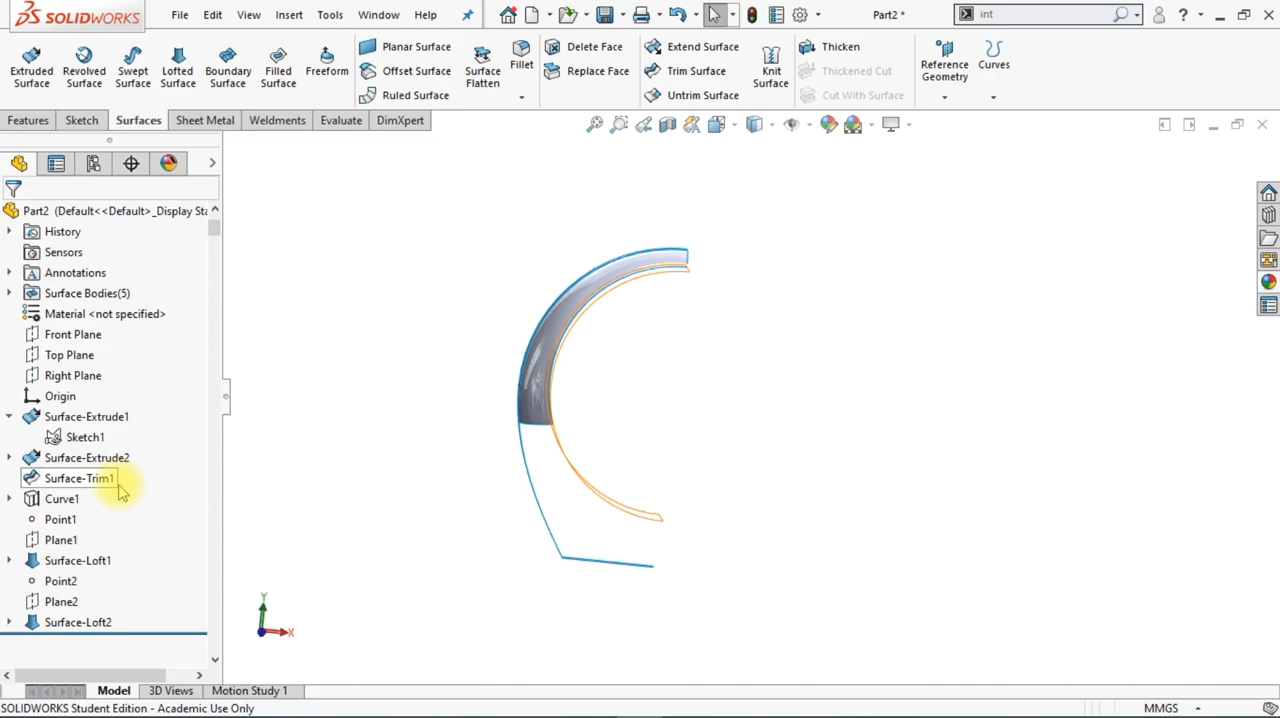 SOLIDWORKS
File Edit View Insert Tools Window Help
Part2 *
int
Extruded Surface
Revolved Surface
Swept Surface
Lofted Surface
Boundary Surface
Filled Surface
Freeform
Planar Surface
Offset Surface
Ruled Surface
Surface Flatten
Fillet
Delete Face
Replace Face
Extend Surface
Trim Surface
Untrim Surface
Knit Surface
Thicken
Thickened Cut
Cut With Surface
Reference Geometry
Curves
Features Sketch Surfaces Sheet Metal Weldments Evaluate DimXpert
Part2 (Default<<Default>_Display Sta
History
Sensors
Annotations
Surface Bodies(5)
Material <not specified>
Front Plane
Top Plane
Right Plane
Origin
Surface-Extrude1
Sketch1
Surface-Extrude2
Surface-Trim1
Curve1
Point1
Plane1
Surface-Loft1
Point2
Plane2
Surface-Loft2
Y
X
Model 3D Views Motion Study 1
SOLIDWORKS Student Edition - Academic Use Only
MMGS